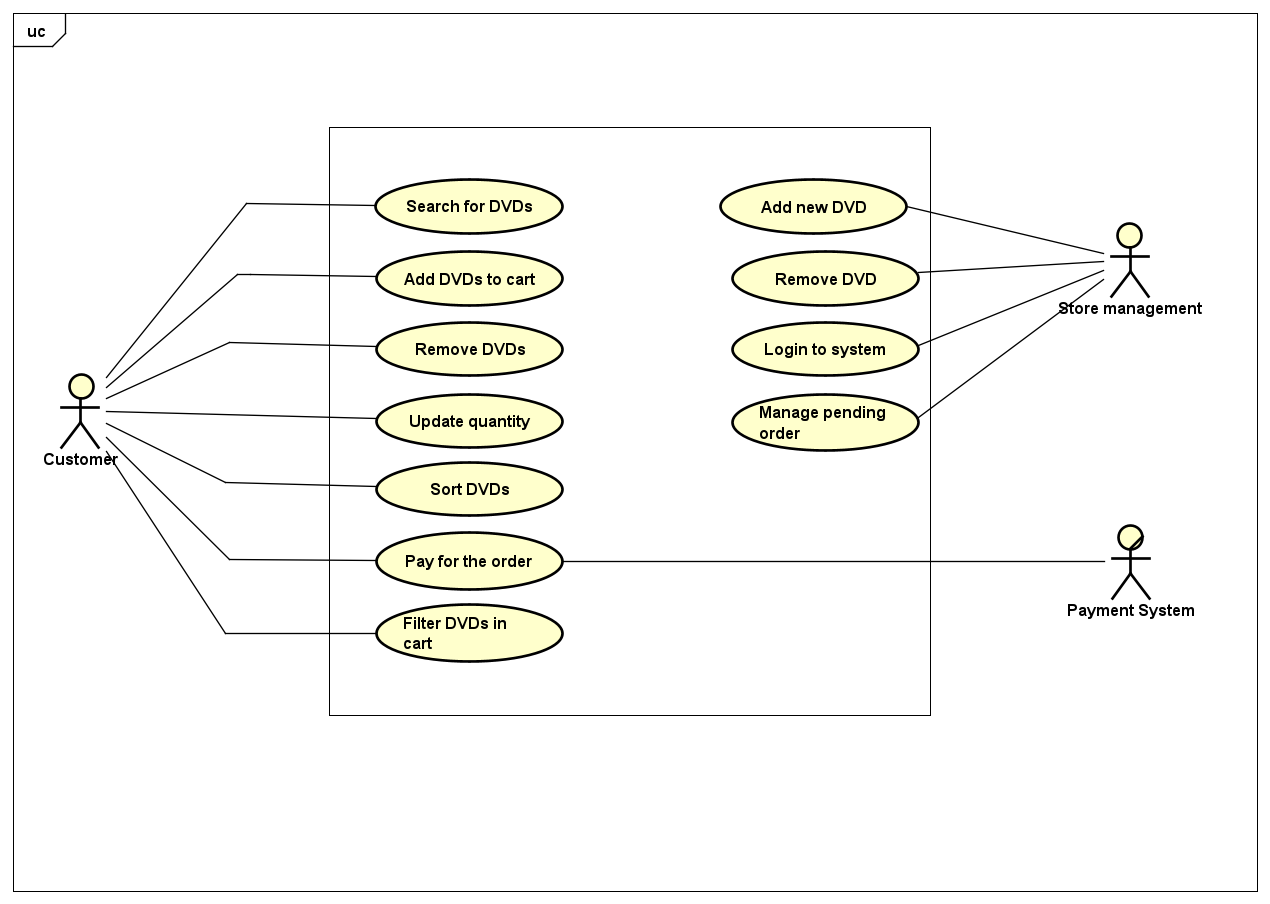 uc
Search for DVDs
Add DVDs to cart
Remove DVDs
Update quantity
Sort DVDs
Pay for the order
Filter DVDs in
cart
Add new DVD
Remove DVD
Login to system
Manage pending
order
Customer
Store management
Payment System